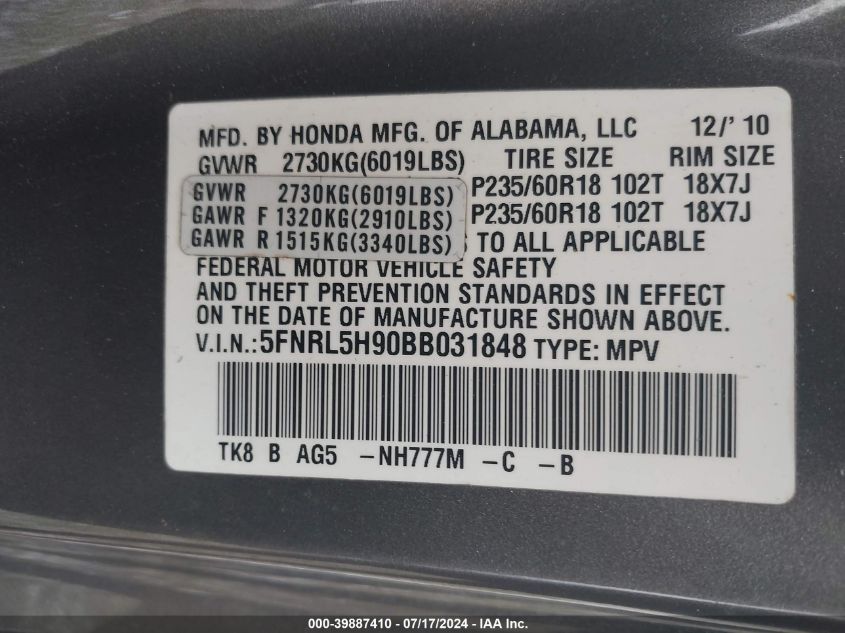 MFD. BY HONDA MFG. OF ALABAMA, LLC 12/' 10
GVWR 2730KG(6019LBS) TIRE SIZE RIM SIZE
GVWR 2730KG(6019LBS) P235/60R18 102T 18X7J
GAWR F 1320KG(2910LBS) P235/60R18 102T 18X7J
GAWR R 1515KG(3340LBS) TO ALL APPLICABLE
FEDERAL MOTOR VEHICLE SAFETY
AND THEFT PREVENTION STANDARDS IN EFFECT
ON THE DATE OF MANUFACTURE SHOWN ABOVE.
V.I.N.:5FNRL5H90BB031848 TYPE: MPV
TK8 B AG5 -NH777M -C -B
000-39887410 / 07/17/2024 - IAA Inc.